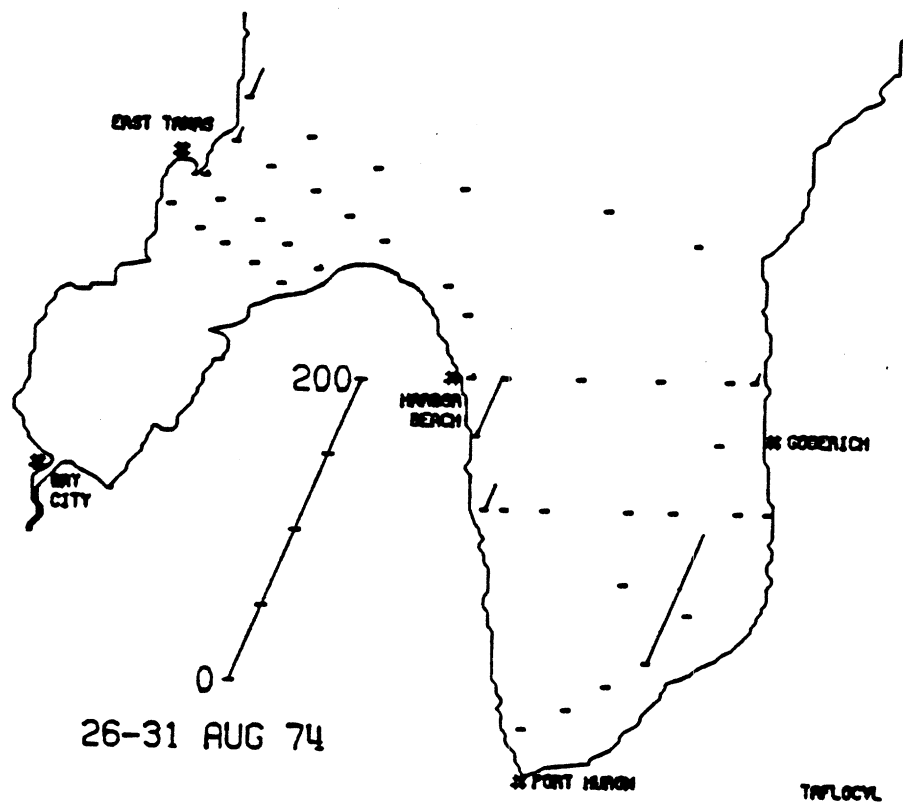 EAST TAWAS
200
HARBOR
BEACH
GODERICH
BAY
CITY
0
26-31 AUG 74
PORT HURON
TAFLOCYL